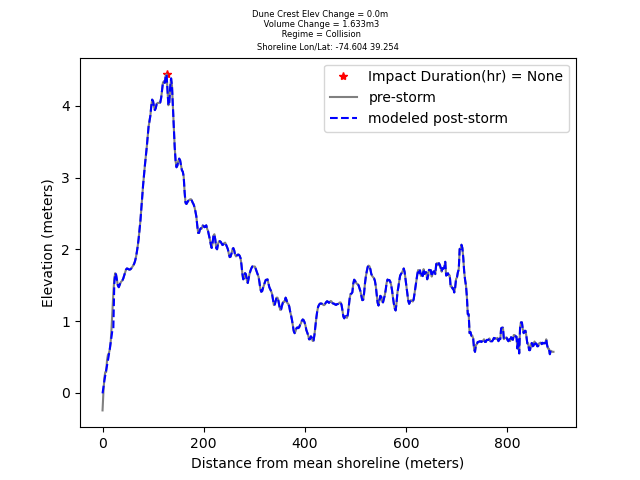 Dune Crest Elev Change = 0.0m
Volume Change = 1.633m3
Regime = Collision
Shoreline Lon/Lat: -74.604 39.254
Impact Duration(hr) = None
pre-storm
modeled post-storm
Elevation (meters)
4
3
2
1
0
0 200 400 600 800
Distance from mean shoreline (meters)